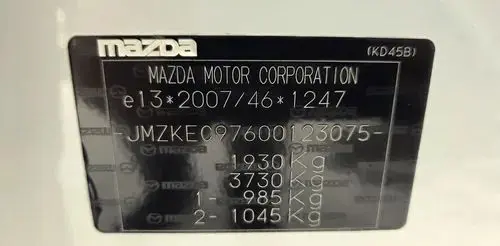 mazda (KD45B)
MAZDA MOTOR CORPORATION
e13*2007/46*1247
-JMZKEC97600123075-
1930Kg
3730Kg
1- 985Kg
2- 1045Kg